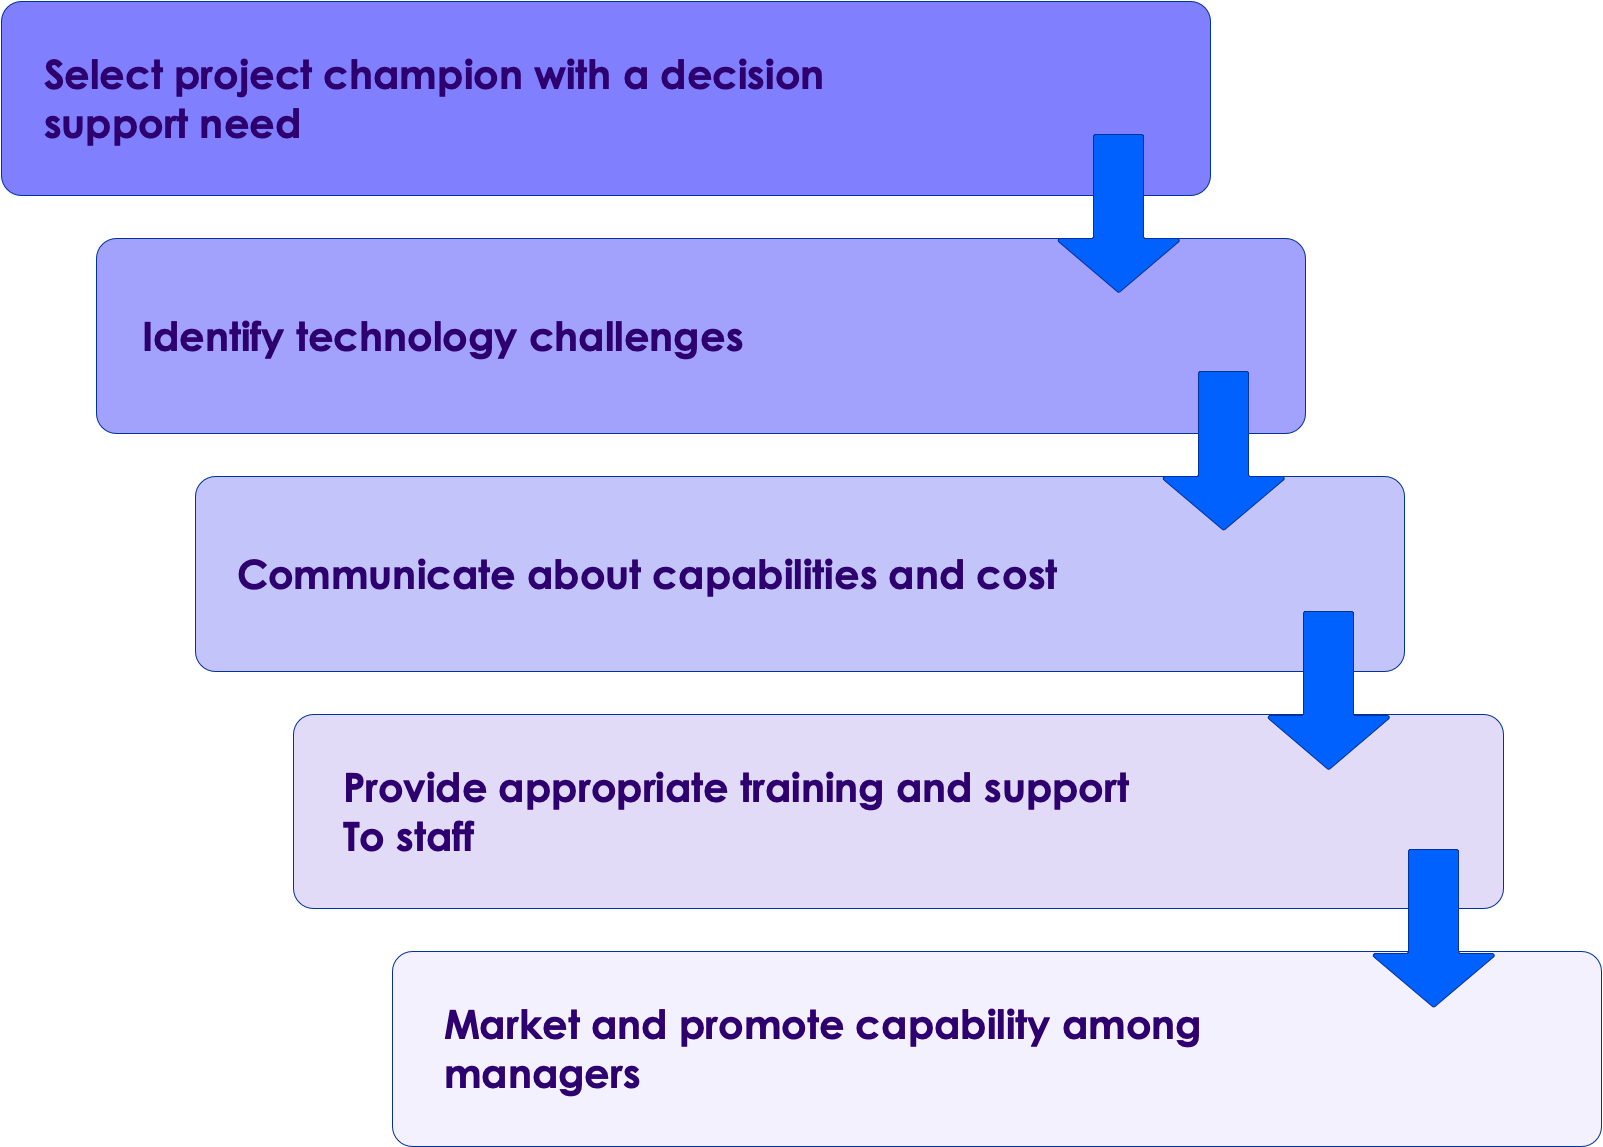 Select project champion with a decision
support need
Identify technology challenges
Communicate about capabilities and cost
Provide appropriate training and support
To staff
Market and promote capability among
managers